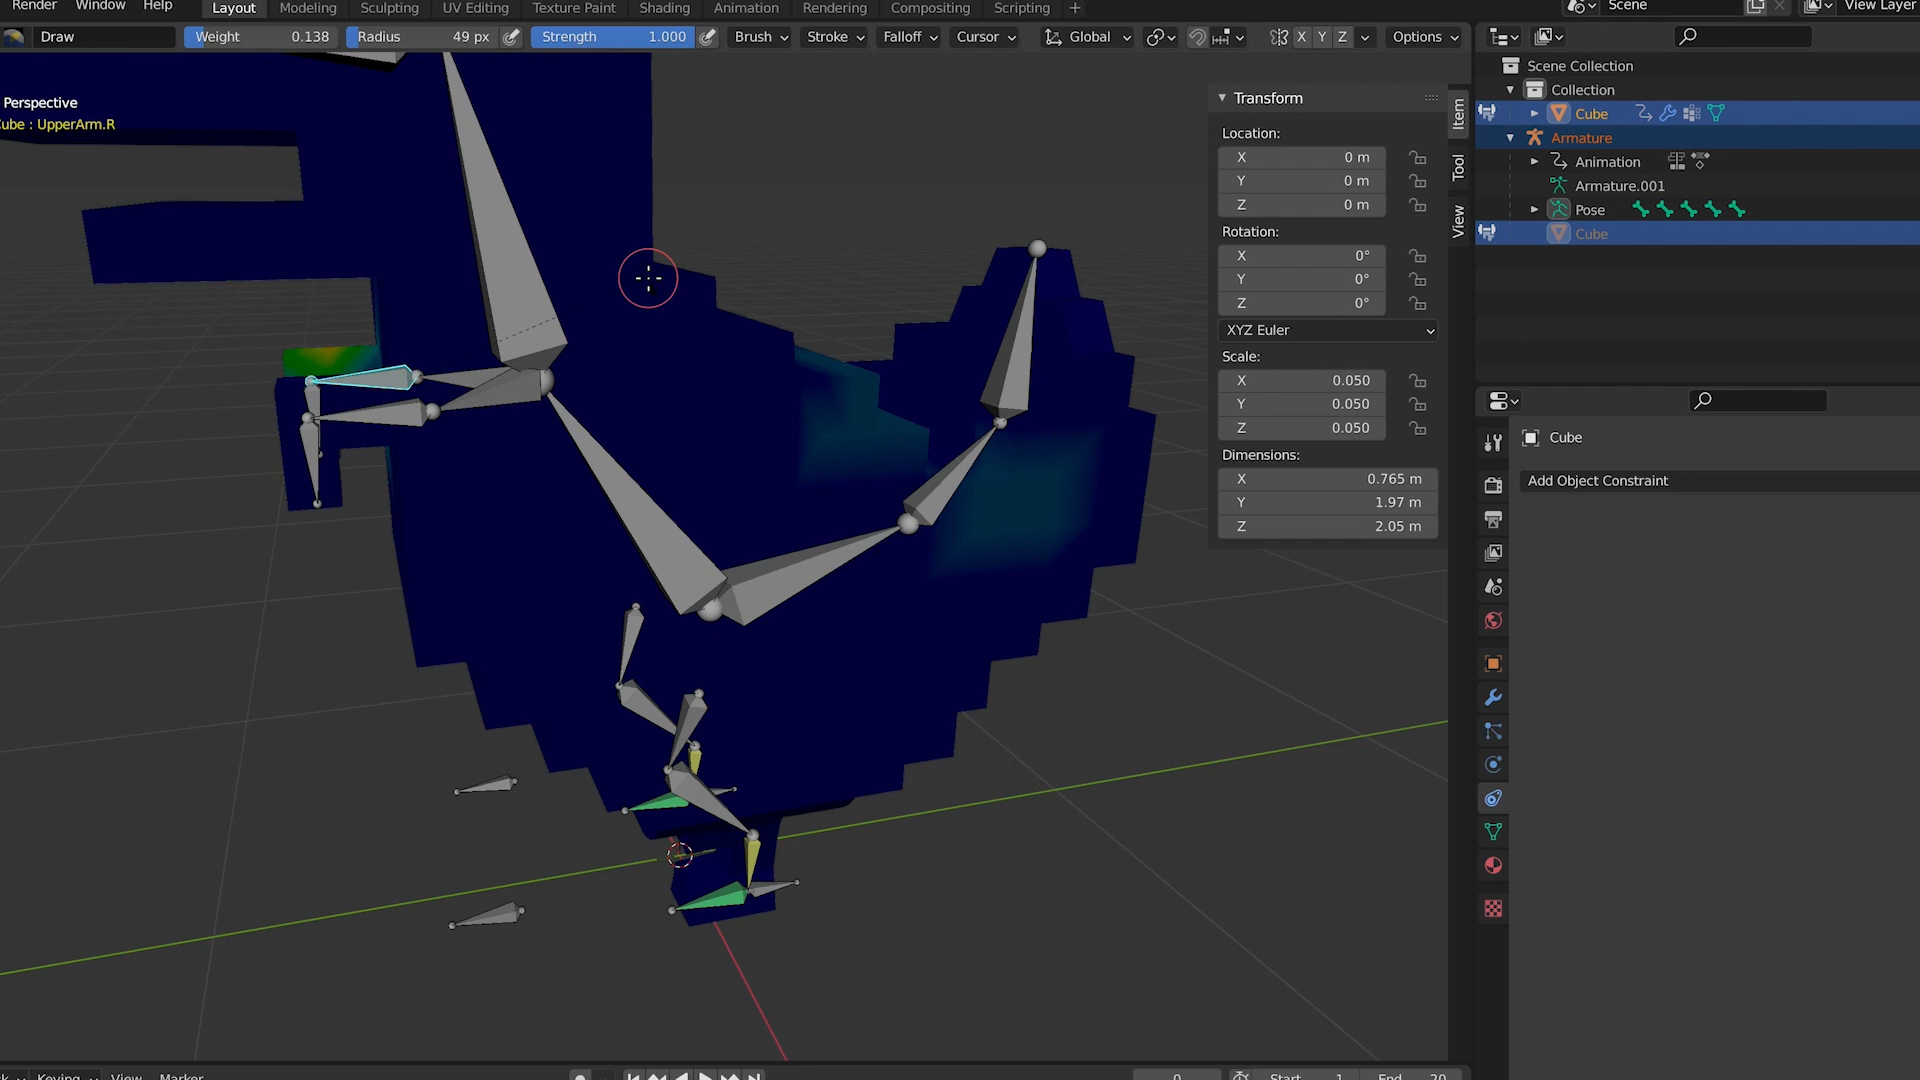 Render Window Help Layout Modeling Sculpting UV Editing Texture Paint Shading Animation Rendering Compositing Scripting + Scene View Layer
Draw Weight 0.138 Radius 49 px Strength 1.000 Brush Stroke Falloff Cursor Global X Y Z Options
Perspective
Cube : UpperArm.R
Transform
Location:
X 0 m
Y 0 m
Z 0 m
Rotation:
X 0°
Y 0°
Z 0°
XYZ Euler
Scale:
X 0.050
Y 0.050
Z 0.050
Dimensions:
X 0.765 m
Y 1.97 m
Z 2.05 m
Item
Tool
View
Scene Collection
Collection
Cube
Armature
Animation
Armature.001
Pose
Cube
Cube
Add Object Constraint
Keying View Marker 0 Start 1 End 20